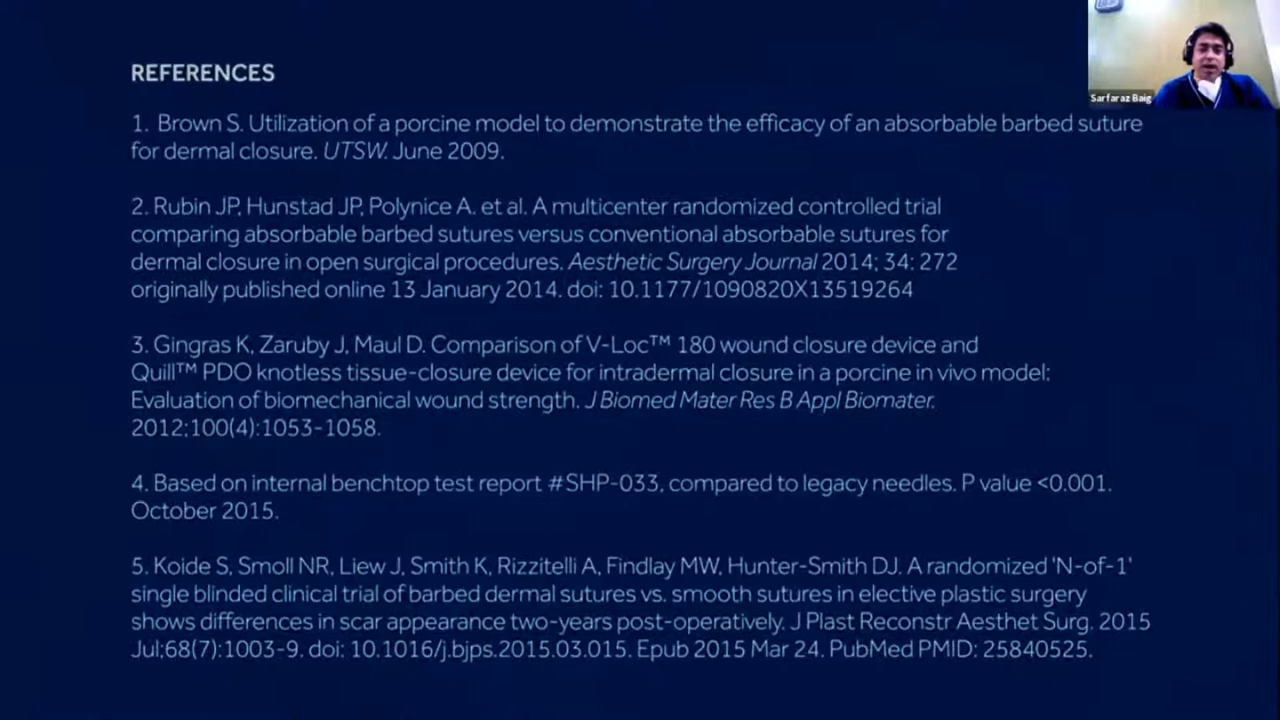 REFERENCES
1. Brown S. Utilization of a porcine model to demonstrate the efficacy of an absorbable barbed suture
for dermal closure. UTSW. June 2009.
2. Rubin JP, Hunstad JP, Polynice A. et al. A multicenter randomized controlled trial
comparing absorbable barbed sutures versus conventional absorbable sutures for
dermal closure in open surgical procedures. Aesthetic Surgery Journal 2014; 34: 272
originally published online 13 January 2014. doi: 10.1177/1090820X13519264
3. Gingras K, Zaruby J, Maul D. Comparison of V-Loc™ 180 wound closure device and
Quill™ PDO knotless tissue-closure device for intradermal closure in a porcine in vivo model:
Evaluation of biomechanical wound strength. J Biomed Mater Res B Appl Biomater.
2012;100(4):1053-1058.
4. Based on internal benchtop test report #SHP-033, compared to legacy needles. P value <0.001.
October 2015.
5. Koide S, Smoll NR, Liew J, Smith K, Rizzitelli A, Findlay MW, Hunter-Smith DJ. A randomized 'N-of-1'
single blinded clinical trial of barbed dermal sutures vs. smooth sutures in elective plastic surgery
shows differences in scar appearance two-years post-operatively. J Plast Reconstr Aesthet Surg. 2015
Jul;68(7):1003-9. doi: 10.1016/j.bjps.2015.03.015. Epub 2015 Mar 24. PubMed PMID: 25840525.
Sarfaraz Baig